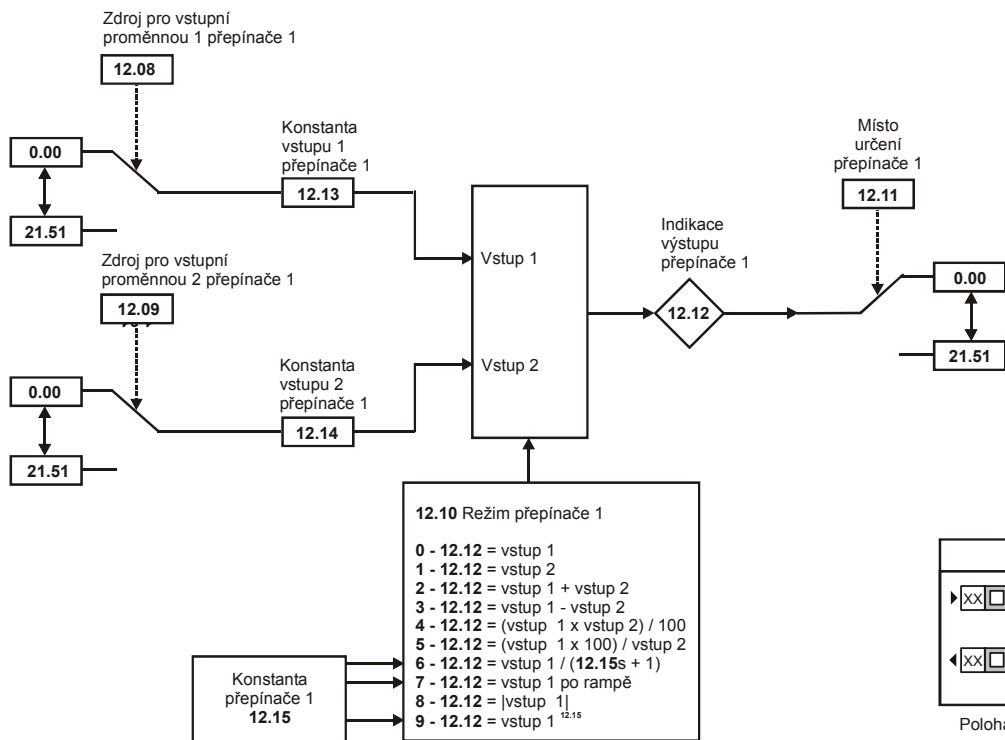 Zdroj pro vstupní
proměnnou 1 přepínače 1
12.08
0.00
21.51
Konstanta
vstupu 1
přepínače 1
12.13
Zdroj pro vstupní
proměnnou 2 přepínače 1
12.09
0.00
21.51
Konstanta
vstupu 2
přepínače 1
12.14
Vstup 1
Vstup 2
Indikace
výstupu
přepínače 1
12.12
Místo
určení
přepínače 1
12.11
0.00
21.51
12.10 Režim přepínače 1
0 - 12.12 = vstup 1
1 - 12.12 = vstup 2
2 - 12.12 = vstup 1 + vstup 2
3 - 12.12 = vstup 1 - vstup 2
4 - 12.12 = (vstup 1 x vstup 2) / 100
5 - 12.12 = (vstup 1 x 100) / vstup 2
6 - 12.12 = vstup 1 / (12.15s + 1)
7 - 12.12 = vstup 1 po rampě
8 - 12.12 = |vstup 1|
9 - 12.12 = vstup 1 12.15
Konstanta
přepínače 1
12.15
XX
XX
Poloha